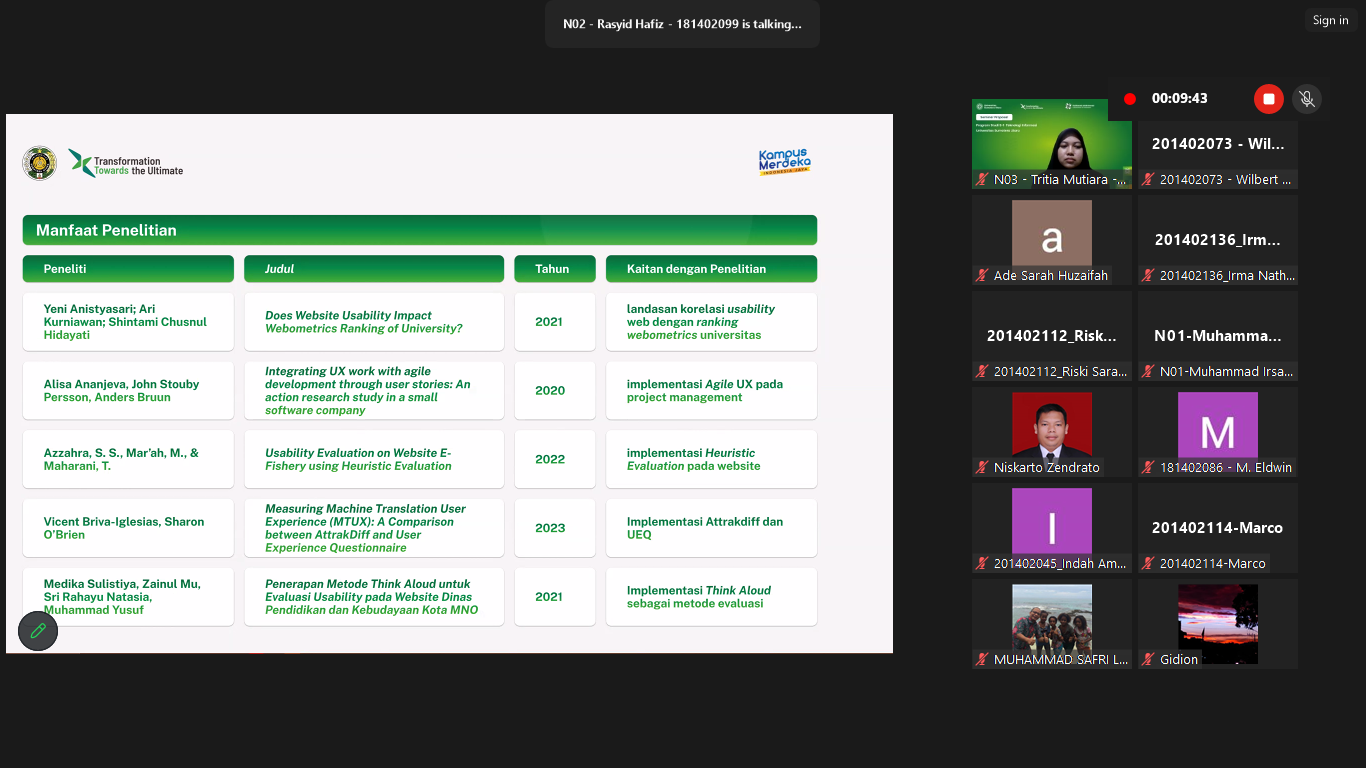 N02 - Rasyid Hafiz - 181402099 is talking...
Sign in
00:09:43
Transformation
Towards the Ultimate
Kampus
Merdeka
INDONESIA JAYA
Manfaat Penelitian
Peneliti
Judul
Tahun
Kaitan dengan Penelitian
Yeni Anistyasari; Ari
Kurniawan; Shintami Chusnul
Hidayati
Does Website Usability Impact
Webometrics Ranking of University?
2021
landasan korelasi usability
web dengan ranking
webometrics universitas
Alisa Ananjeva, John Stouby
Persson, Anders Bruun
Integrating UX work with agile
development through user stories: An
action research study in a small
software company
2020
implementasi Agile UX pada
project management
Azzahra, S. S., Mar'ah, M., &
Maharani, T.
Usability Evaluation on Website E-
Fishery using Heuristic Evaluation
2022
implementasi Heuristic
Evaluation pada website
Vicent Briva-Iglesias, Sharon
O'Brien
Measuring Machine Translation User
Experience (MTUX): A Comparison
between AttrakDiff and User
Experience Questionnaire
2023
Implementasi Attrakdiff dan
UEQ
Medika Sulistiya, Zainul Mu,
Sri Rahayu Natasia,
Muhammad Yusuf
Penerapan Metode Think Aloud untuk
Evaluasi Usability pada Website Dinas
Pendidikan dan Kebudayaan Kota MNO
2021
Implementasi Think Aloud
sebagai metode evaluasi
N03 - Tritia Mutiara -...
201402073 - Wil...
201402073 - Wilbert ...
a
Ade Sarah Huzaifah
201402136_Irm...
201402136_Irma Nath...
201402112_Risk...
201402112_Riski Sara...
N01-Muhamma...
N01-Muhammad Irsa...
Niskarto Zendrato
M
181402086 - M. Eldwin
I
201402045_Indah Am...
201402114-Marco
201402114-Marco
MUHAMMAD SAFRI L...
Gidion